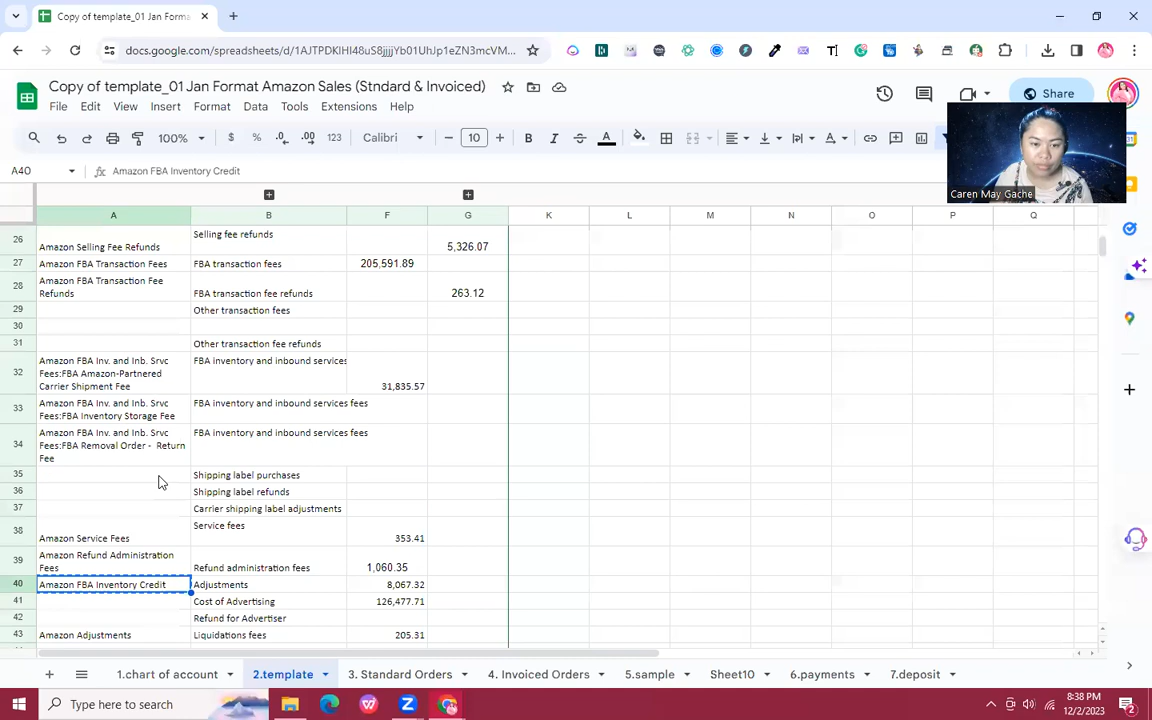 Copy of template_01 Jan Form
docs.google.com/spreadsheets/d/1AJTPDKIHI48uS8jjjjYb01UhJp1eZN3mcVM...
Copy of template_01 Jan Format Amazon Sales (Stndard & Invoiced)
File Edit View Insert Format Data Tools Extensions Help
Share
100% $ % .0 .00 123 Calibri 10 B I A
A40 Amazon FBA Inventory Credit
Caren May Gache
A B F G K L M N O P Q
26 Amazon Selling Fee Refunds Selling fee refunds 5,326.07
27 Amazon FBA Transaction Fees FBA transaction fees 205,591.89
28 Amazon FBA Transaction Fee
Refunds FBA transaction fee refunds 263.12
29 Other transaction fees
30
31 Other transaction fee refunds
32 Amazon FBA Inv. and Inb. Srvc FBA inventory and inbound services
Fees:FBA Amazon-Partnered
Carrier Shipment Fee 31,835.57
33 Amazon FBA Inv. and Inb. Srvc FBA inventory and inbound services fees
Fees:FBA Inventory Storage Fee
34 Amazon FBA Inv. and Inb. Srvc FBA inventory and inbound services fees
Fees:FBA Removal Order - Return
Fee
35 Shipping label purchases
36 Shipping label refunds
37 Carrier shipping label adjustments
38 Amazon Service Fees Service fees 353.41
39 Amazon Refund Administration
Fees Refund administration fees 1,060.35
40 Amazon FBA Inventory Credit Adjustments 8,067.32
41 Cost of Advertising 126,477.71
42 Refund for Advertiser
43 Amazon Adjustments Liquidations fees 205.31
1.chart of account 2.template 3. Standard Orders 4. Invoiced Orders 5.sample Sheet10 6.payments 7.deposit
Type here to search
8:38 PM
12/2/2023
2